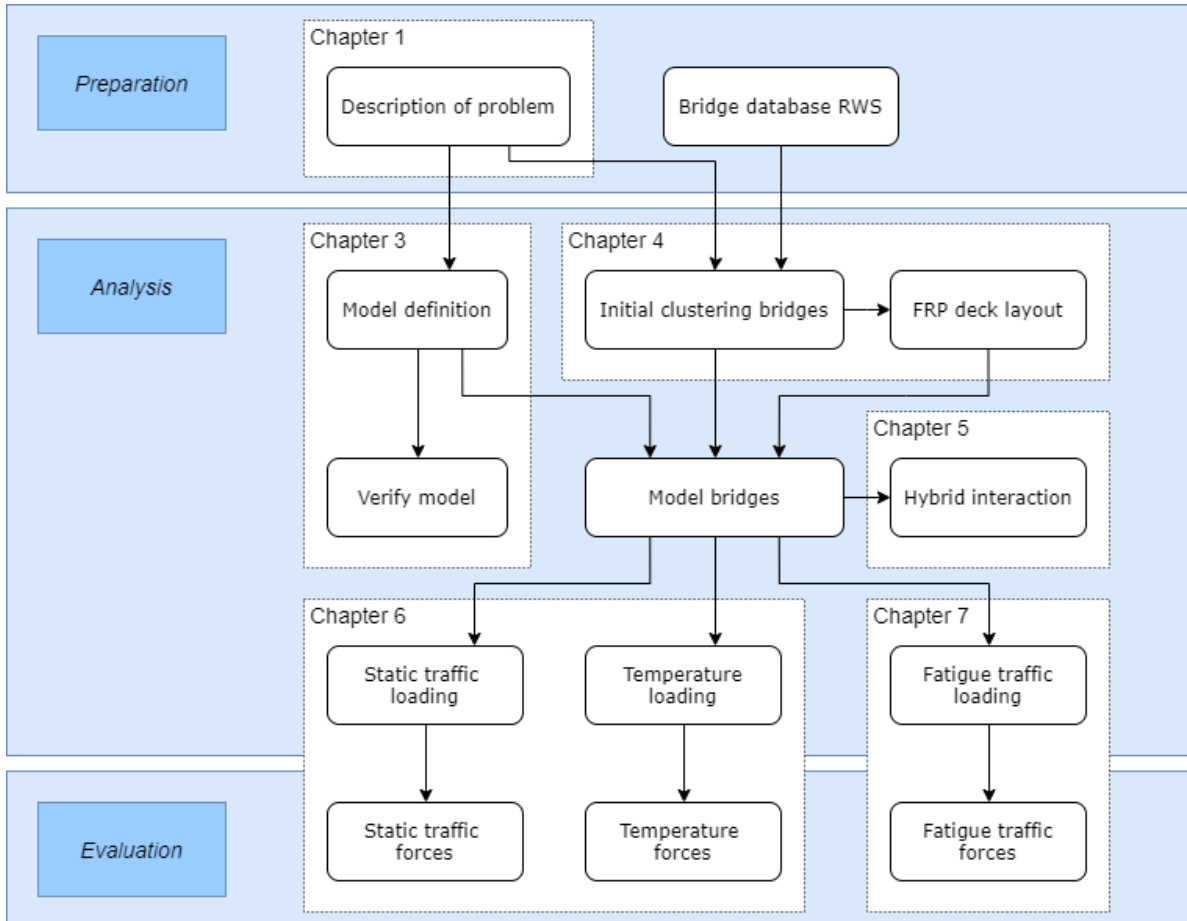 Chapter 1
Preparation
Description of problem
Bridge database RWS
Chapter 3
Chapter 4
Analysis
Model definition
Initial clustering bridges
FRP deck layout
Chapter 5
Verify model
Model bridges
Hybrid interaction
Chapter 6
Chapter 7
Static traffic
loading
Temperature
loading
Fatigue traffic
loading
Evaluation
Static traffic
forces
Temperature
forces
Fatigue traffic
forces